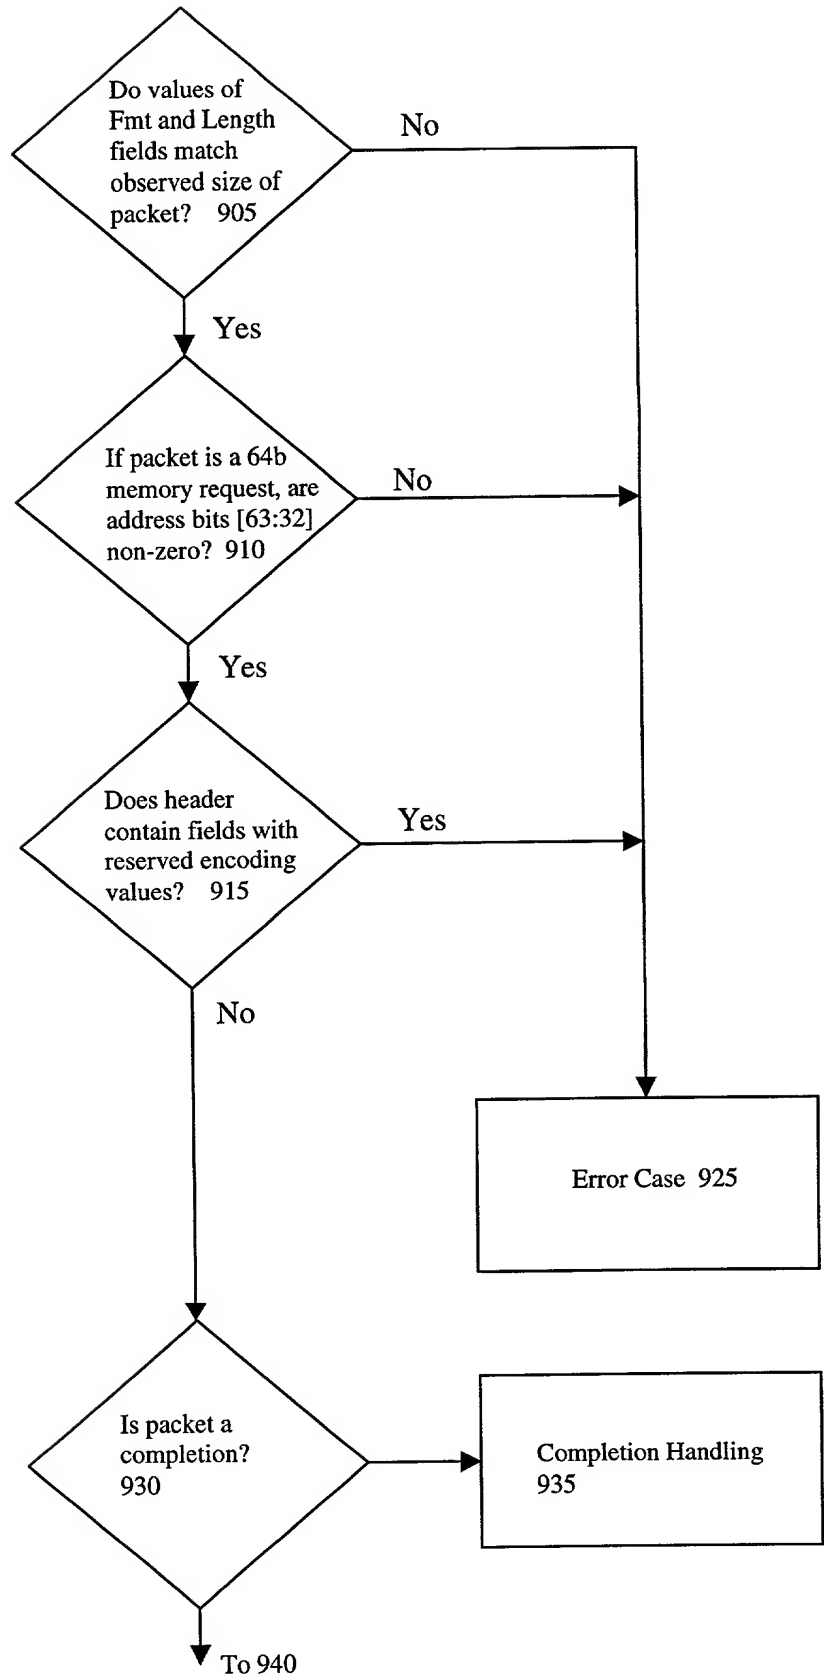 Do values of
Fmt and Length
fields match
observed size of
packet? 905
No
Yes
If packet is a 64b
memory request, are
address bits [63:32]
non-zero? 910
No
Yes
Does header
contain fields with
reserved encoding
values? 915
Yes
No
Error Case 925
Is packet a
completion?
930
Completion Handling
935
To 940